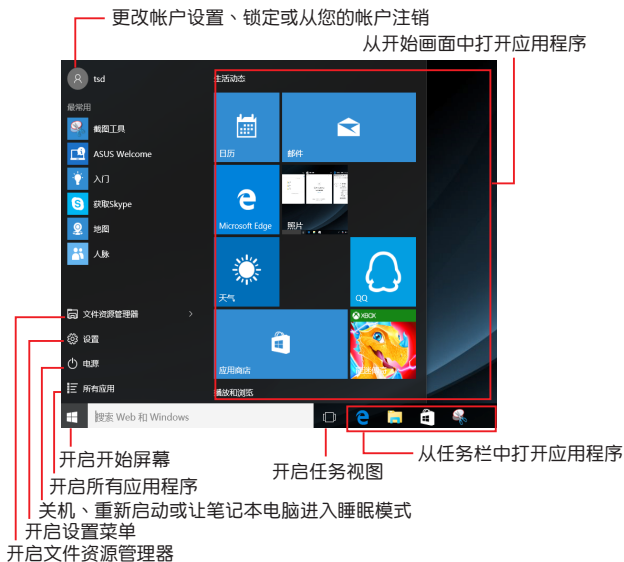 更改帐户设置、锁定或从您的帐户注销
从开始画面中打开应用程序
tsd
生活动态
最常用
截图工具
ASUS Welcome
入门
获取Skype
地图
人脉
日历
邮件
Microsoft Edge
照片
天气
QQ
XBOX
应用商店
播放和浏览
文件资源管理器
设置
电源
所有应用
搜索 Web 和 Windows
从任务栏中打开应用程序
开启开始屏幕
开启任务视图
开启所有应用程序
关机、重新启动或让笔记本电脑进入睡眠模式
开启设置菜单
开启文件资源管理器